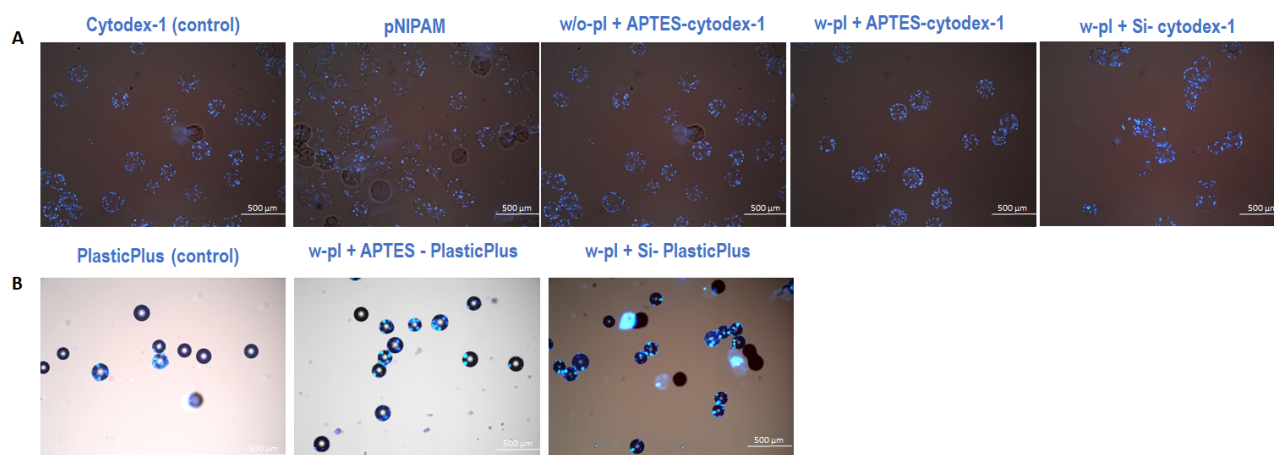 Cytodex-1 (control)
pNIPAM
w/o-pl + APTES-cytodex-1
w-pl + APTES-cytodex-1
w-pl + Si- cytodex-1
A
500 µm
500 µm
500 µm
500 µm
500 µm
PlasticPlus (control)
w-pl + APTES - PlasticPlus
w-pl + Si- PlasticPlus
B
500 µm
500 µm
500 µm